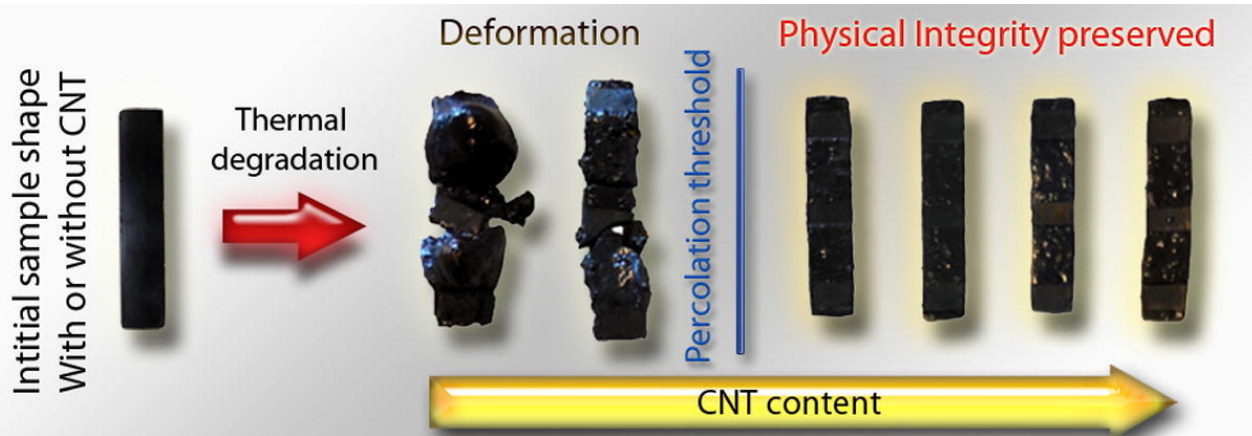 Intitial sample shape
With or without CNT
Thermal
degradation
Deformation
Percolation threshold
Physical Integrity preserved
CNT content